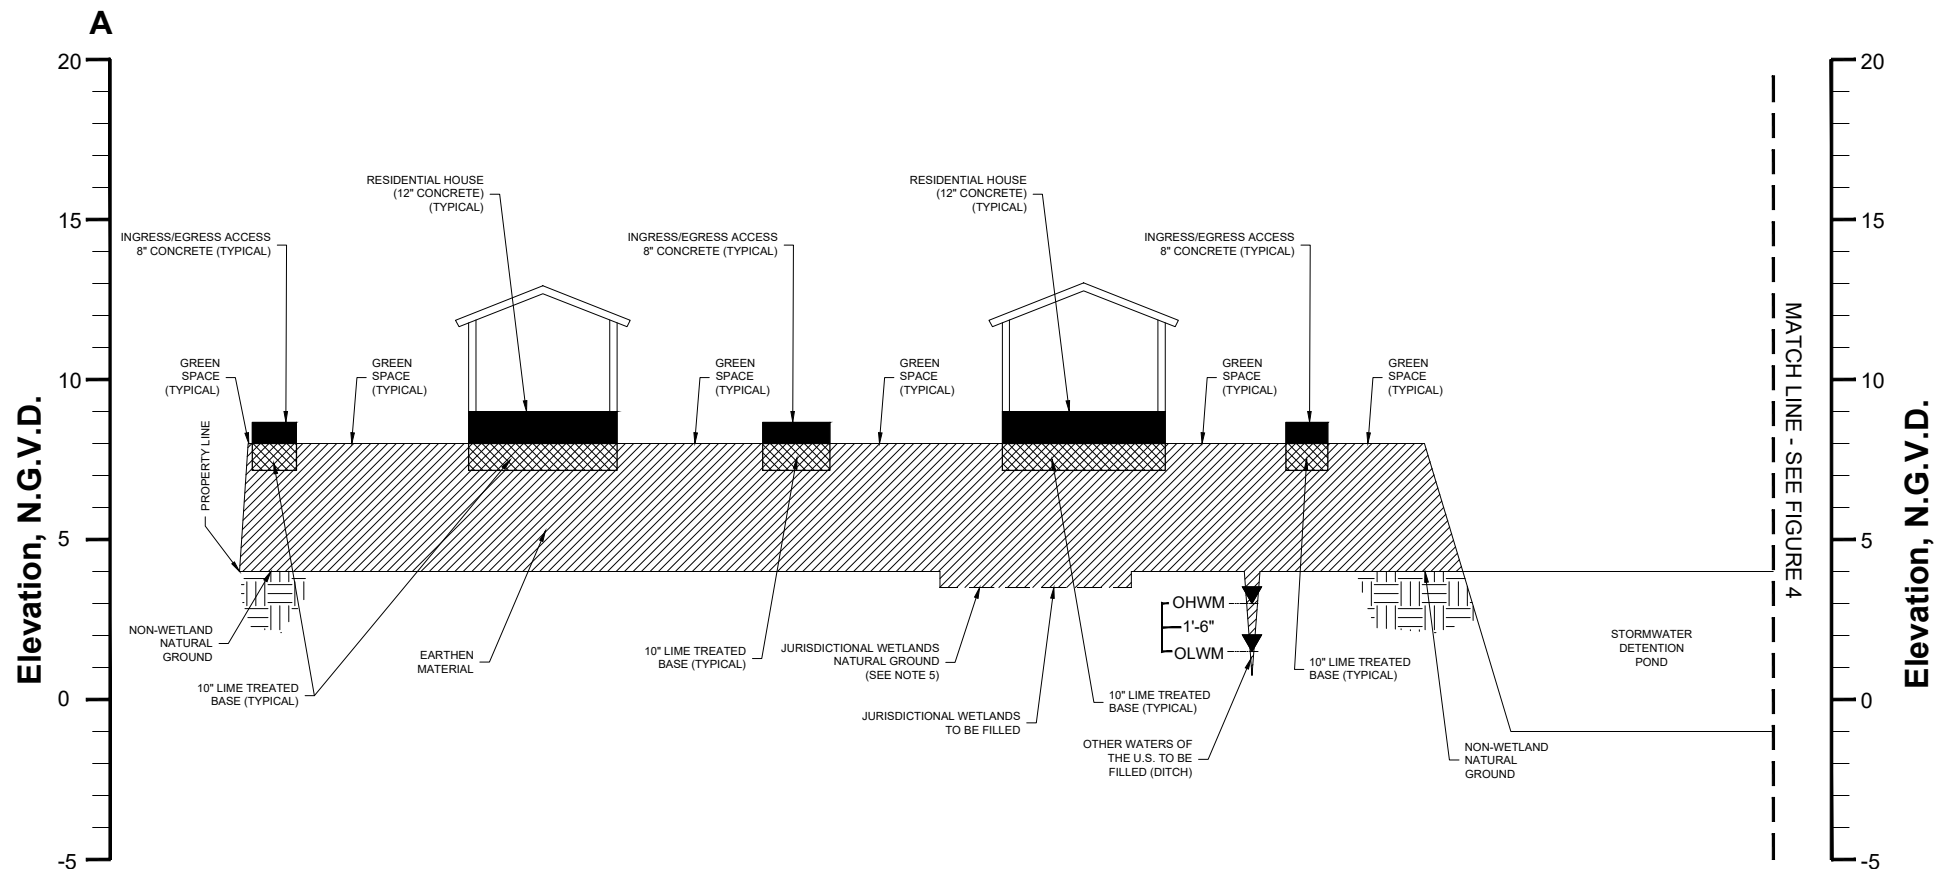 A
20
15
10
5
0
-5
Elevation, N.G.V.D.
RESIDENTIAL HOUSE
(12" CONCRETE)
(TYPICAL)
RESIDENTIAL HOUSE
(12" CONCRETE)
(TYPICAL)
INGRESS/EGRESS ACCESS
8" CONCRETE (TYPICAL)
INGRESS/EGRESS ACCESS
8" CONCRETE (TYPICAL)
INGRESS/EGRESS ACCESS
8" CONCRETE (TYPICAL)
GREEN
SPACE
(TYPICAL)
GREEN
SPACE
(TYPICAL)
GREEN
SPACE
(TYPICAL)
GREEN
SPACE
(TYPICAL)
GREEN
SPACE
(TYPICAL)
GREEN
SPACE
(TYPICAL)
PROPERTY LINE
NON-WETLAND
NATURAL
GROUND
10" LIME TREATED
BASE (TYPICAL)
EARTHEN
MATERIAL
10" LIME TREATED
BASE (TYPICAL)
JURISDICTIONAL WETLANDS
NATURAL GROUND
(SEE NOTE 5)
JURISDICTIONAL WETLANDS
TO BE FILLED
OHWM
1'-6"
OLWM
10" LIME TREATED
BASE (TYPICAL)
OTHER WATERS OF
THE U.S. TO BE
FILLED (DITCH)
10" LIME TREATED
BASE (TYPICAL)
NON-WETLAND
NATURAL
GROUND
STORMWATER
DETENTION
POND
MATCH LINE - SEE FIGURE 4
20
15
10
5
0
-5
Elevation, N.G.V.D.